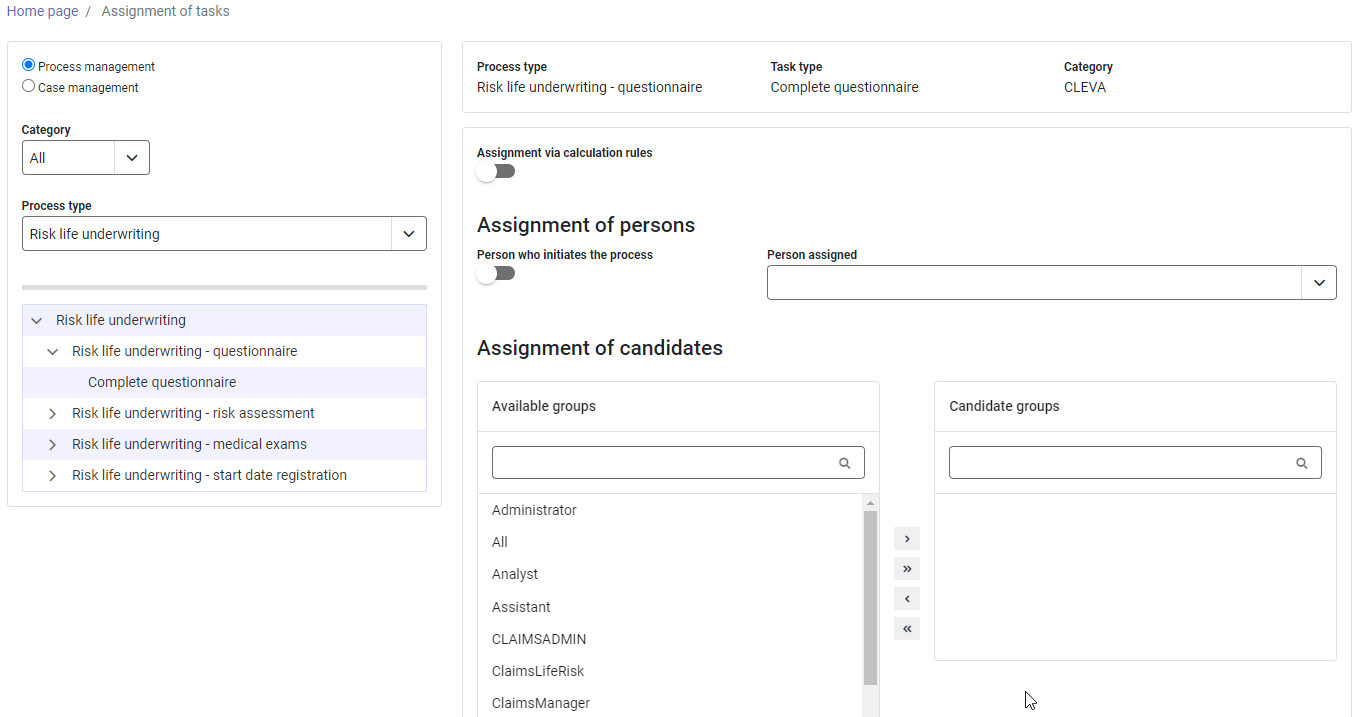 Home page / Assignment of tasks
Process management
Case management
Category
All
Process type
Risk life underwriting
Risk life underwriting
Risk life underwriting - questionnaire
Complete questionnaire
Risk life underwriting - risk assessment
Risk life underwriting - medical exams
Risk life underwriting - start date registration
Process type
Risk life underwriting - questionnaire
Task type
Complete questionnaire
Category
CLEVA
Assignment via calculation rules
Assignment of persons
Person who initiates the process
Person assigned
Assignment of candidates
Available groups
Administrator
All
Analyst
Assistant
CLAIMSADMIN
ClaimsLifeRisk
ClaimsManager
Candidate groups